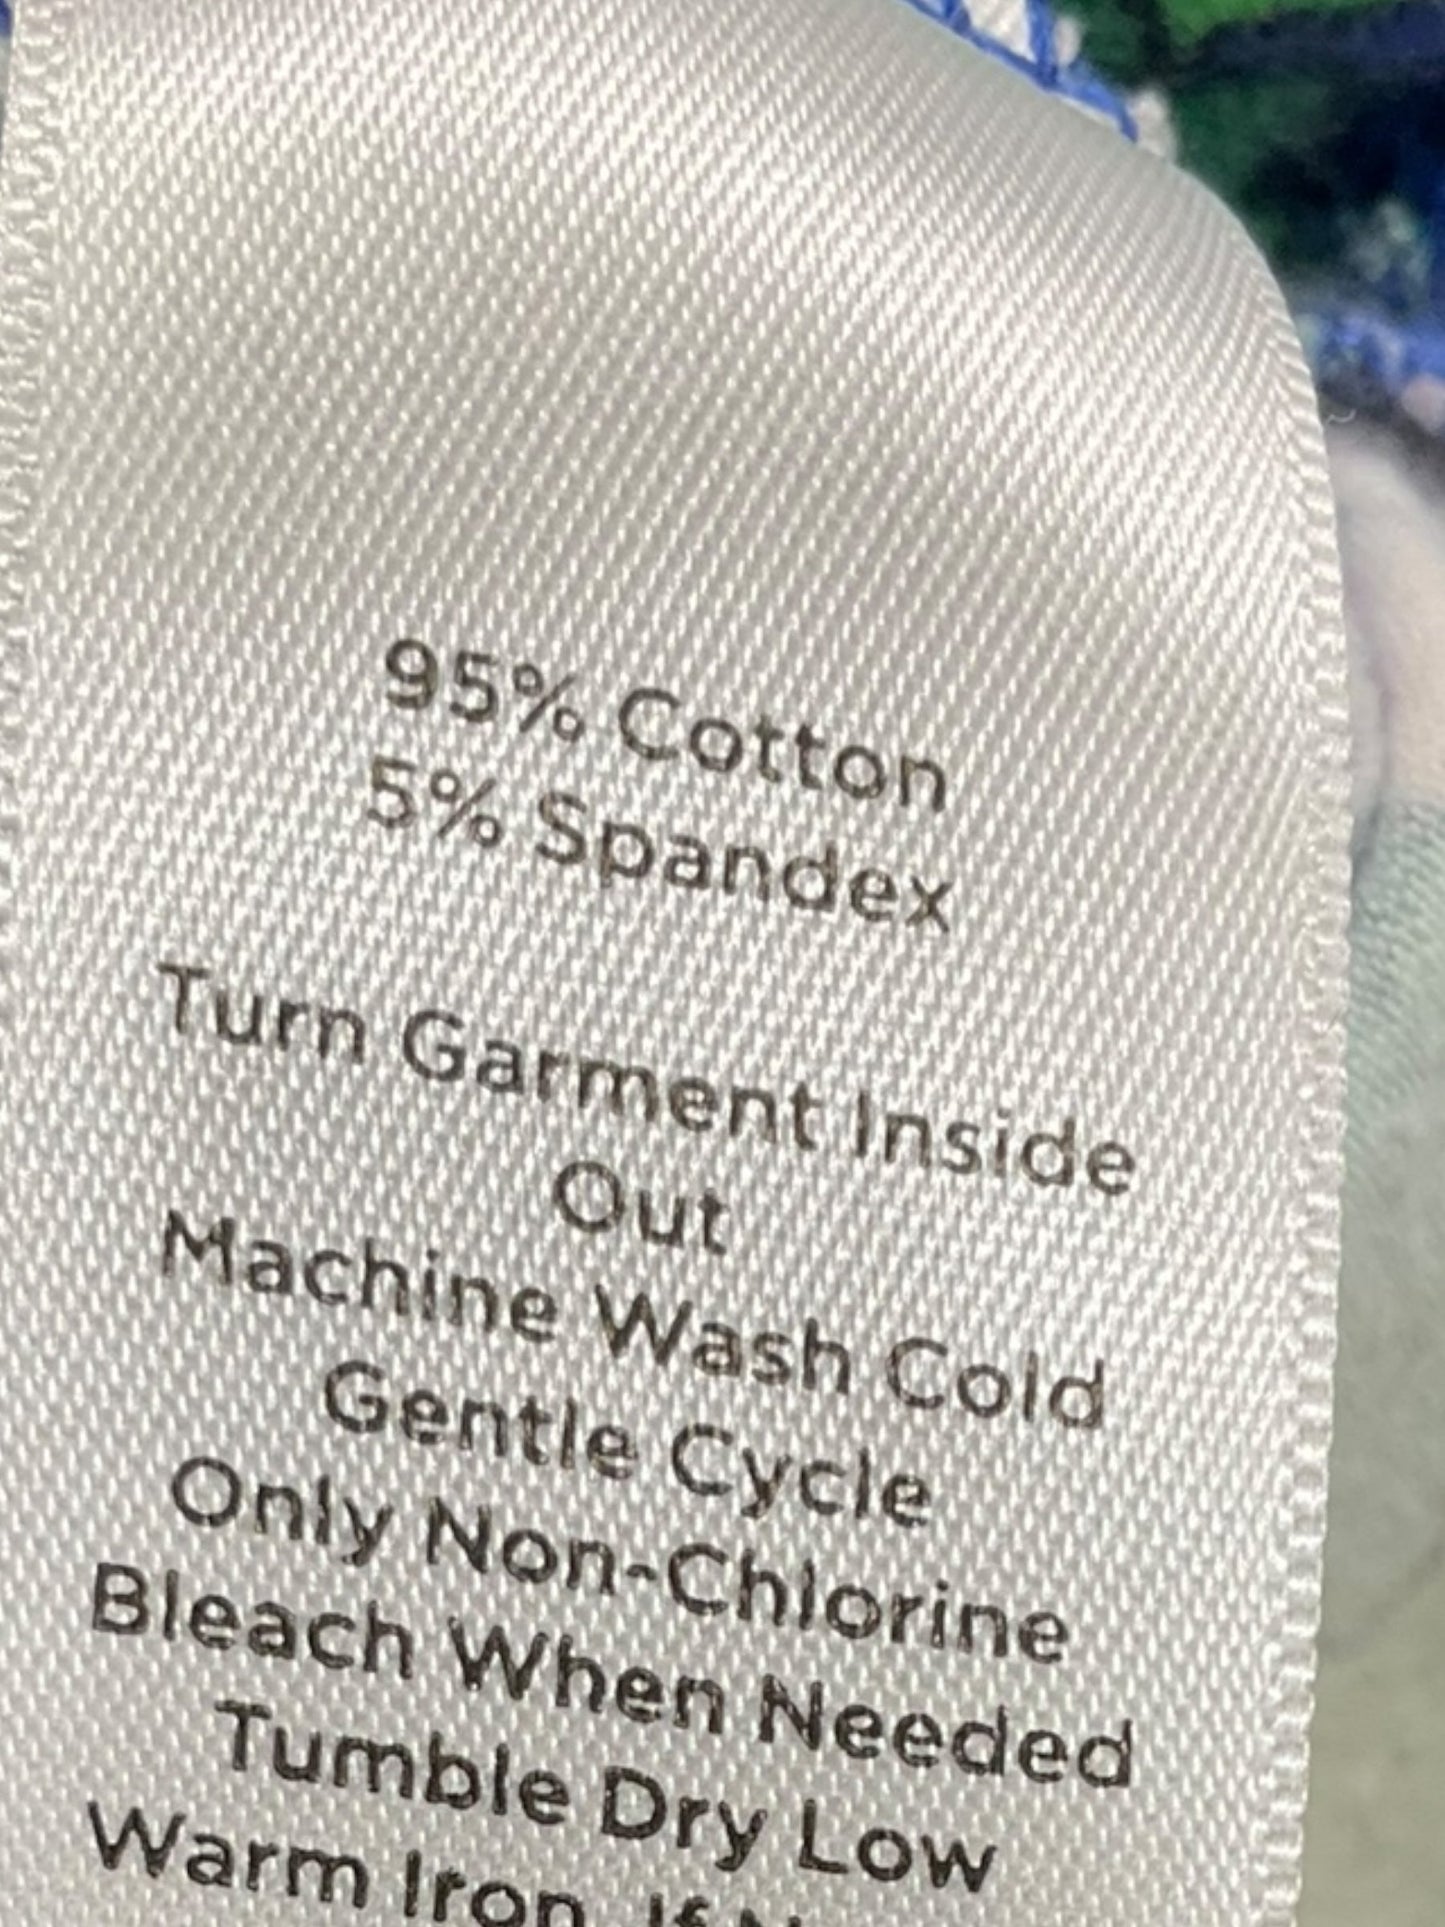 95% Cotton
5% Spandex
Turn Garment Inside
Out
Machine Wash Cold
Gentle Cycle
Only Non-Chlorine
Bleach When Needed
Tumble Dry Low
Warm Iron, If